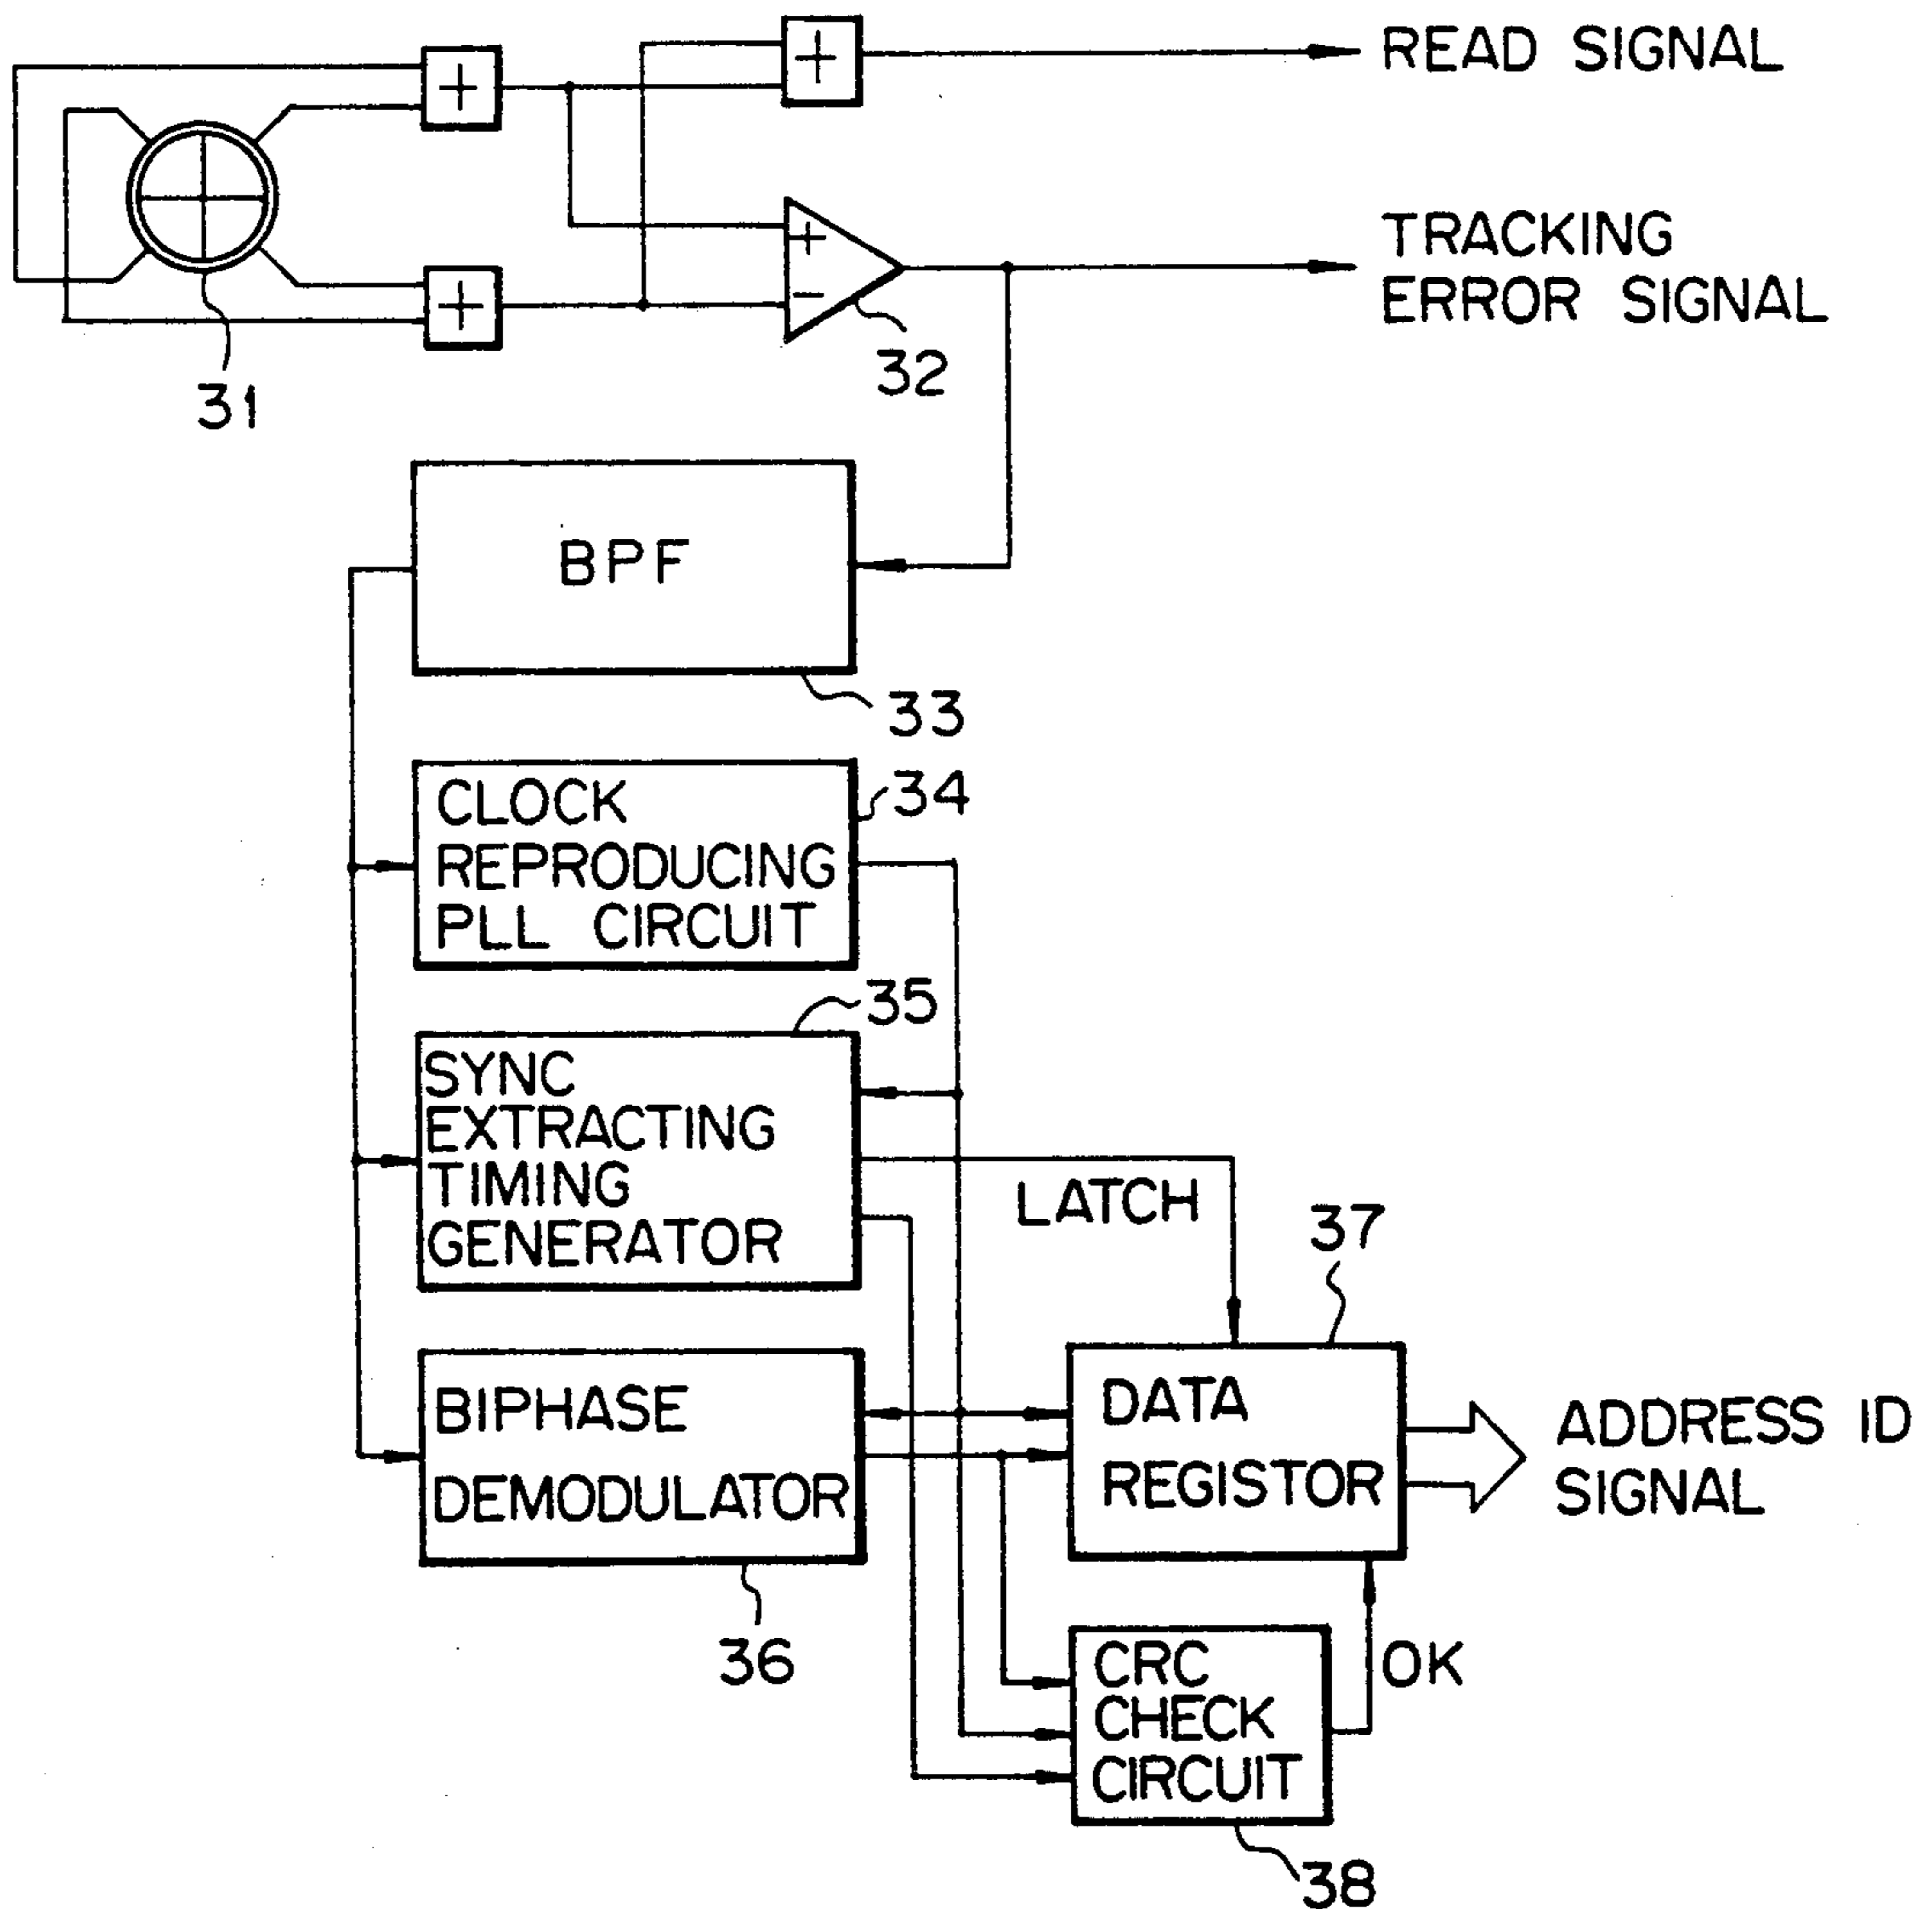 +
READ SIGNAL
+
+
-
+
TRACKING
ERROR SIGNAL
31
32
BPF
33
CLOCK
REPRODUCING
PLL CIRCUIT
34
35
SYNC
EXTRACTING
TIMING
GENERATOR
LATCH
37
BIPHASE
DEMODULATOR
36
DATA
REGISTOR
ADDRESS ID
SIGNAL
OK
CRC
CHECK
CIRCUIT
38